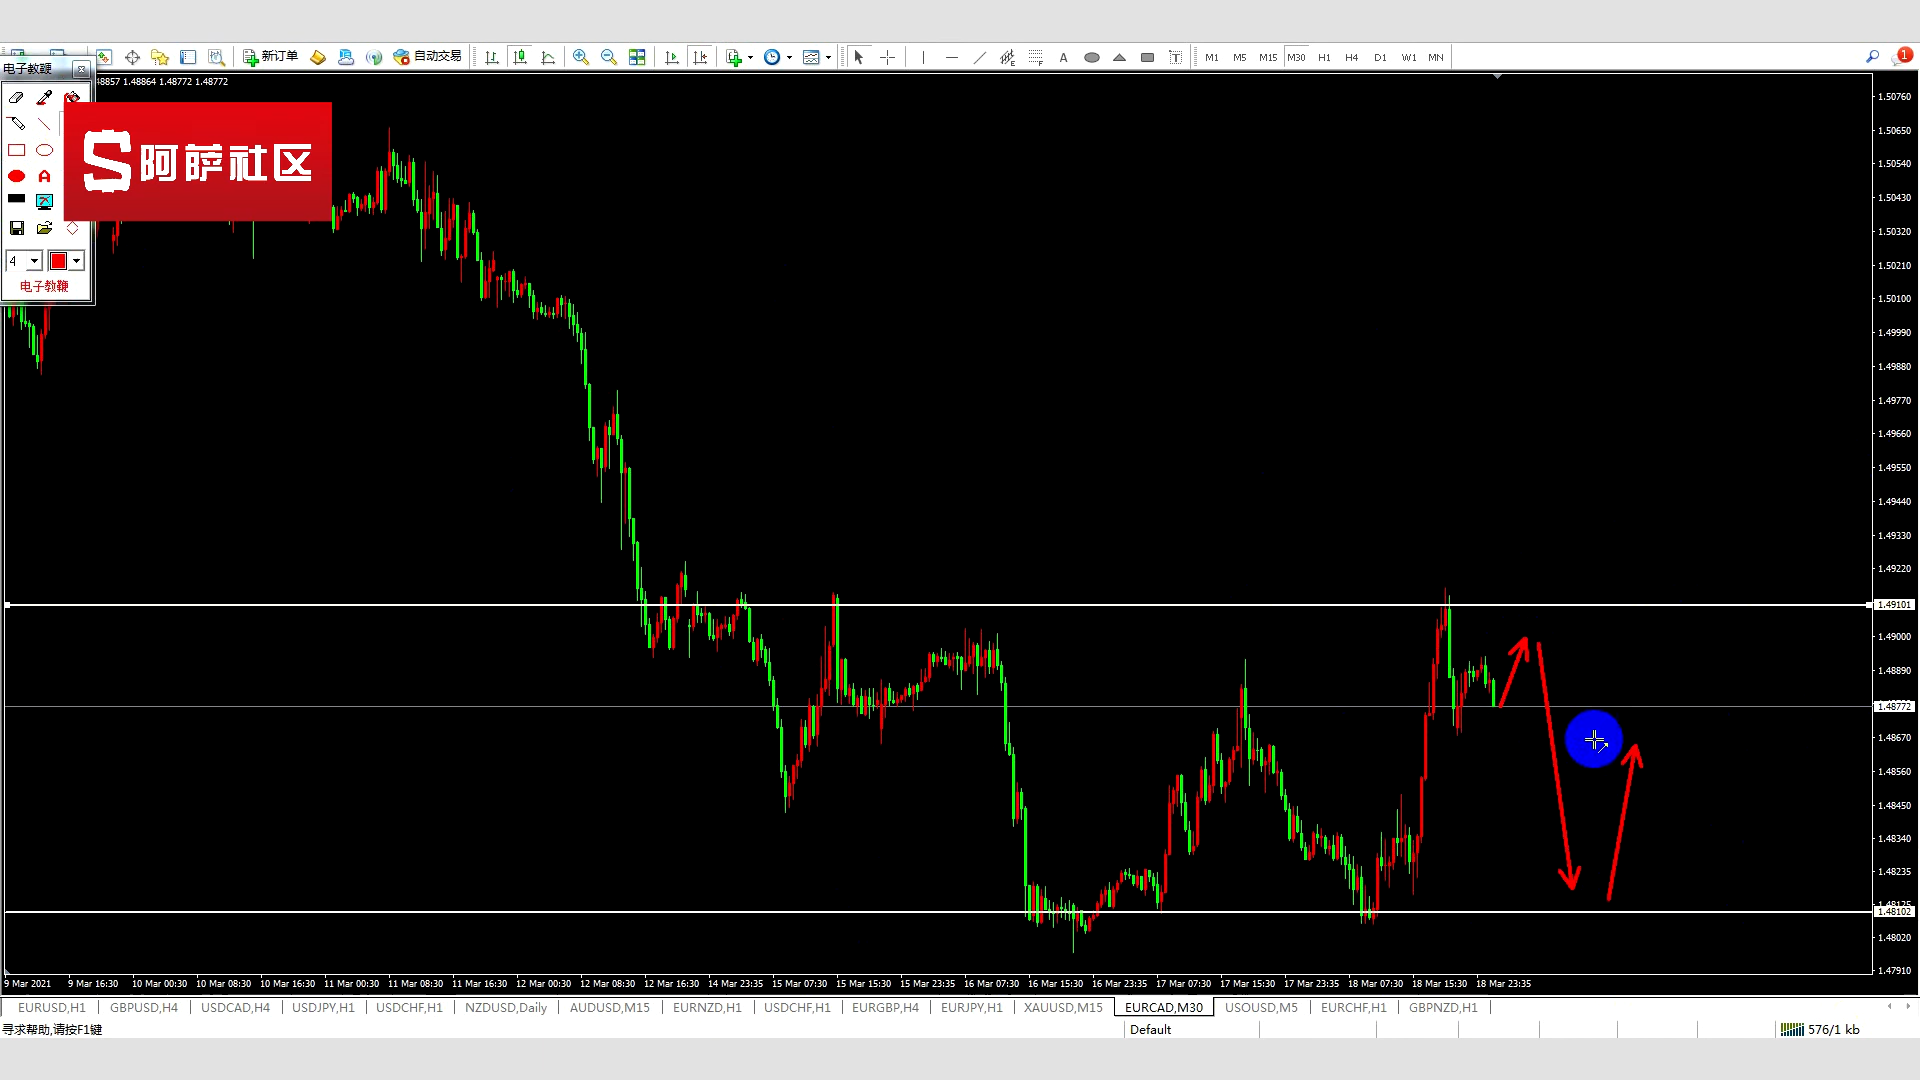 新订单
自动交易
M1 M5 M15 M30 H1 H4 D1 W1 MN
1
电子教鞭
48857 1.48864 1.48772 1.48772
阿萨社区
4
电子教鞭
1.50760
1.50650
1.50540
1.50430
1.50320
1.50210
1.50100
1.49990
1.49880
1.49770
1.49660
1.49550
1.49440
1.49330
1.49220
1.49101
1.49000
1.48890
1.48772
1.48670
1.48560
1.48450
1.48340
1.48235
1.48125
1.48102
1.48020
1.47910
9 Mar 2021 9 Mar 16:30 10 Mar 00:30 10 Mar 08:30 10 Mar 16:30 11 Mar 00:30 11 Mar 08:30 11 Mar 16:30 12 Mar 00:30 12 Mar 08:30 12 Mar 16:30 14 Mar 23:35 15 Mar 07:30 15 Mar 15:30 15 Mar 23:35 16 Mar 07:30 16 Mar 15:30 16 Mar 23:35 17 Mar 07:30 17 Mar 15:30 17 Mar 23:35 18 Mar 07:30 18 Mar 15:30 18 Mar 23:35
EURUSD,H1 GBPUSD,H4 USDCAD,H4 USDJPY,H1 USDCHF,H1 NZDUSD,Daily AUDUSD,M15 EURNZD,H1 USDCHF,H1 EURGBP,H4 EURJPY,H1 XAUUSD,M15 EURCAD,M30 USOUSD,M5 EURCHF,H1 GBPNZD,H1
寻求帮助,请按F1键
Default
576/1 kb